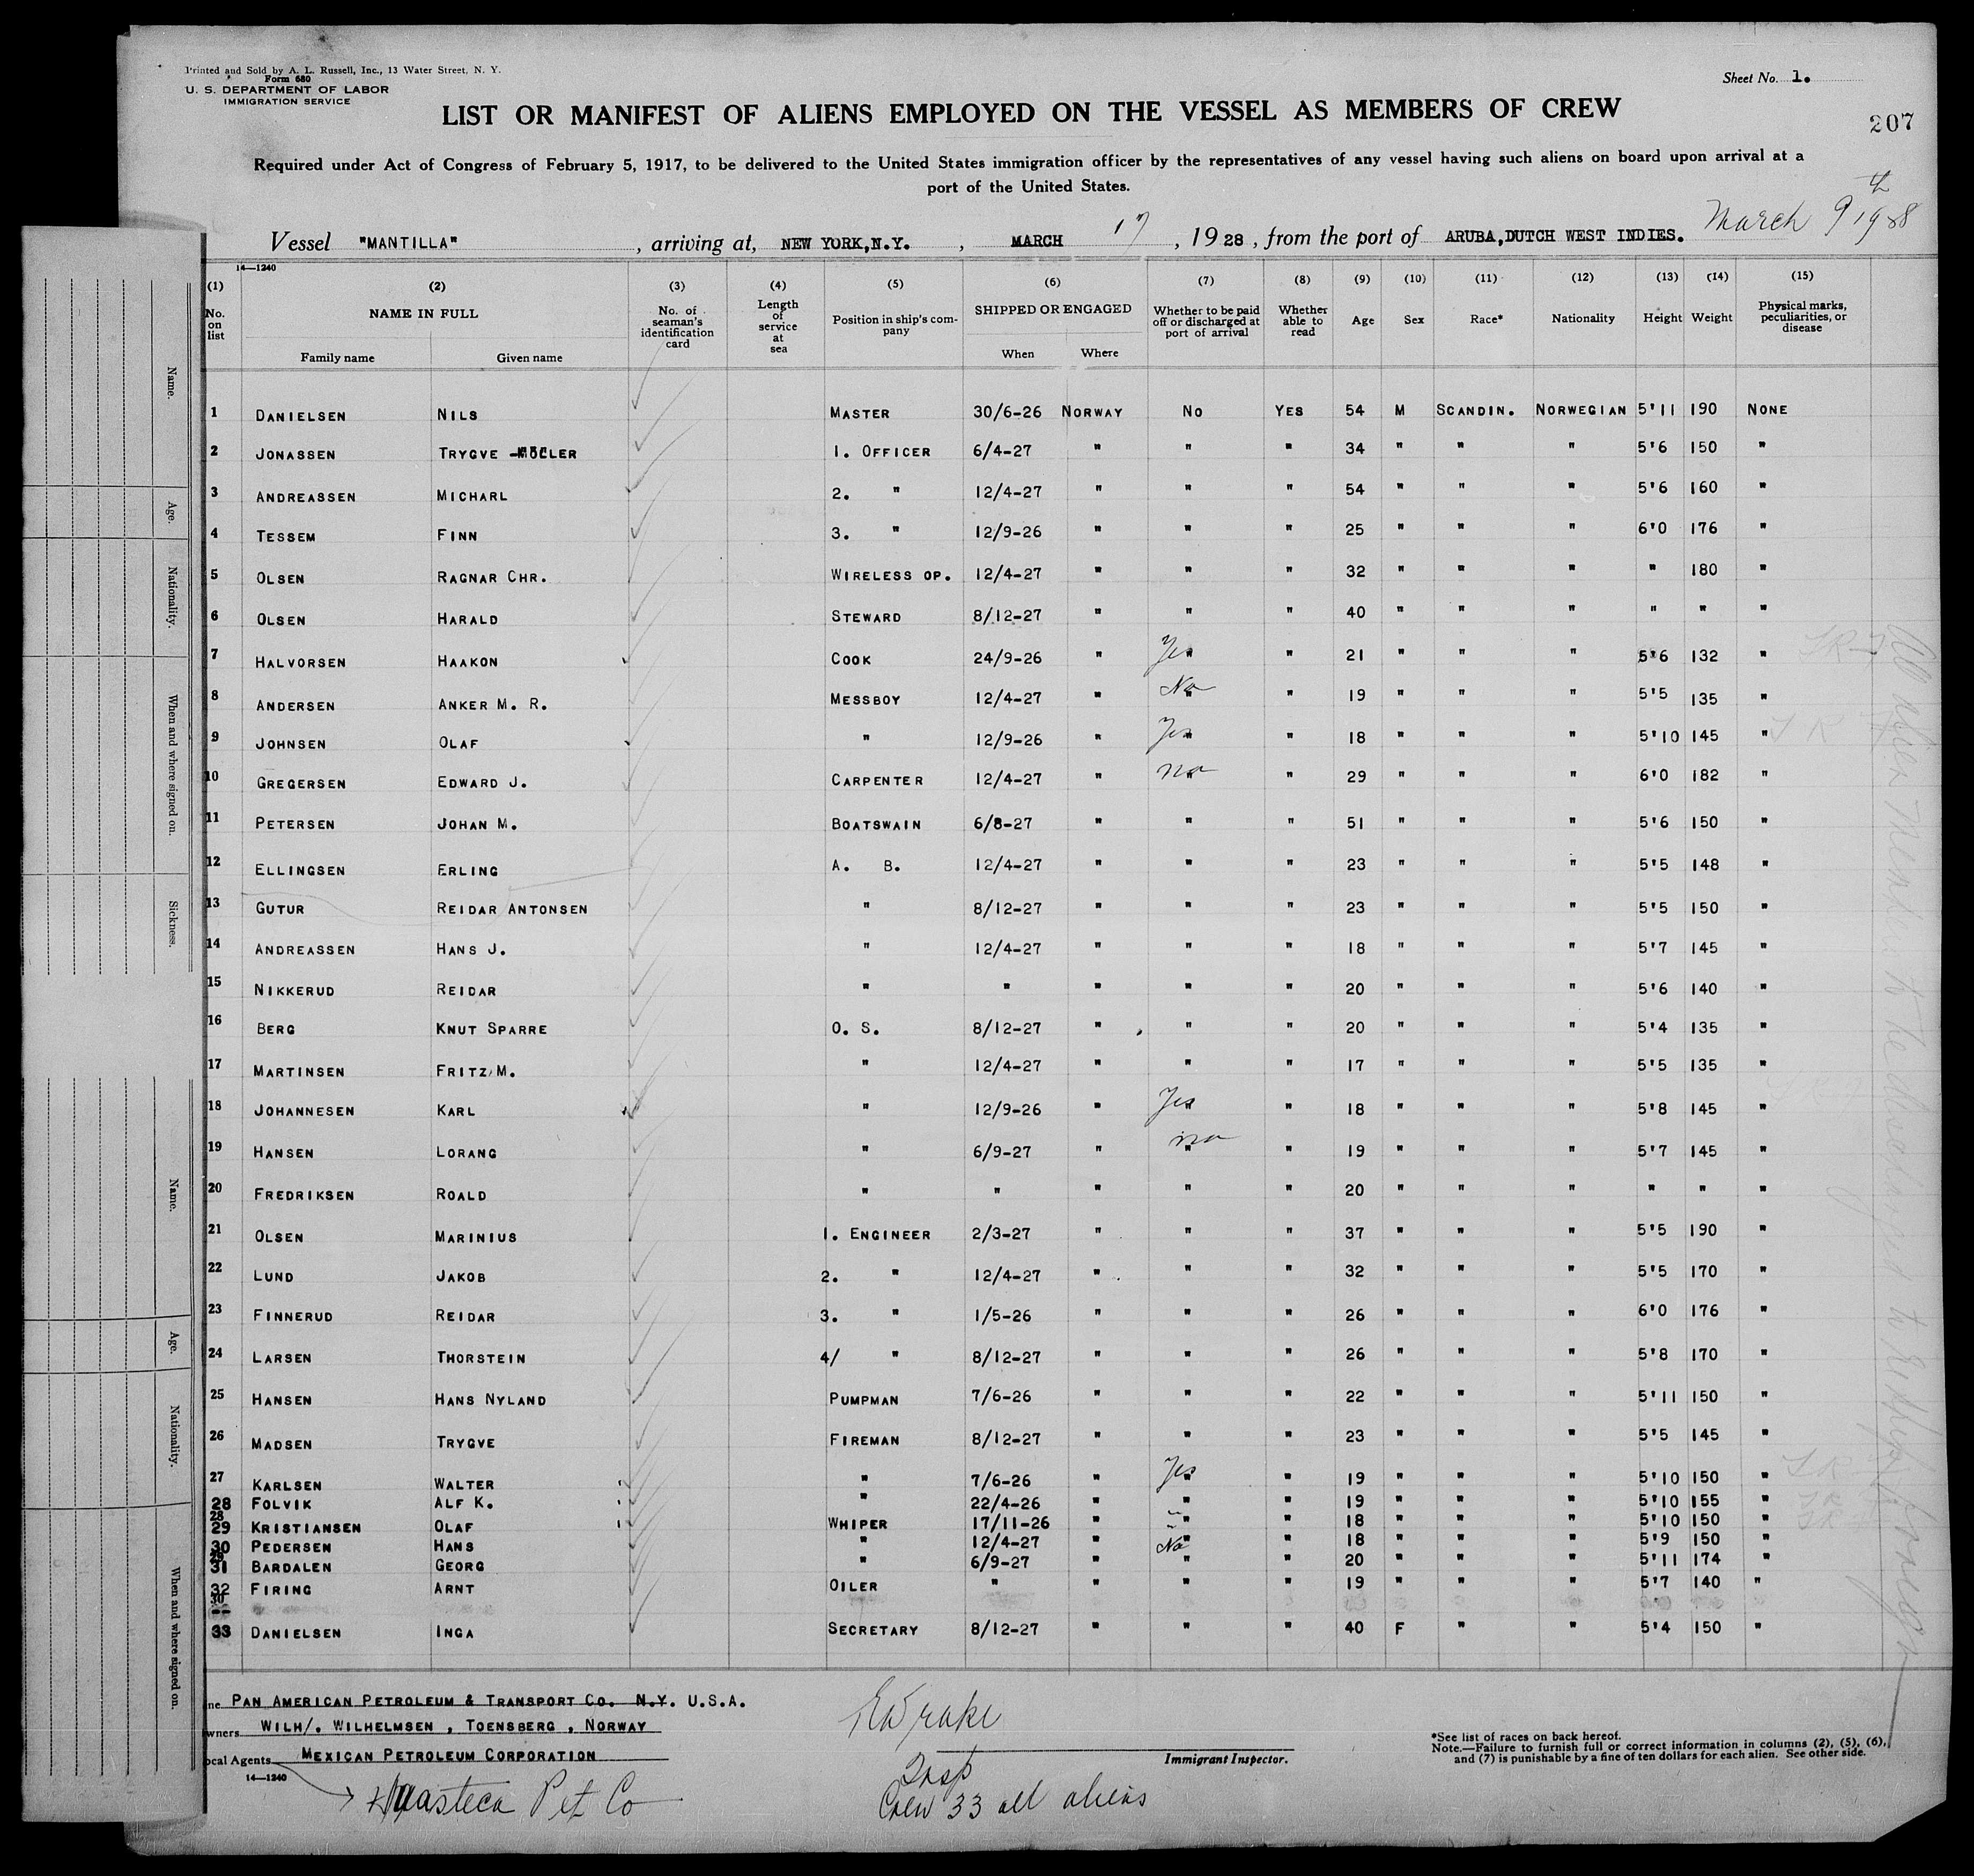 Printed and Sold by A. L. Russell, Inc., 13 Water Street, N. Y.
Form 680
U. S. DEPARTMENT OF LABOR
IMMIGRATION SERVICE
Sheet No. 1.
LIST OR MANIFEST OF ALIENS EMPLOYED ON THE VESSEL AS MEMBERS OF CREW
207
Required under Act of Congress of February 5, 1917, to be delivered to the United States immigration officer by the representatives of any vessel having such aliens on board upon arrival at a
port of the United States.
March 9th 1928
Vessel "MANTILLA", arriving at, NEW YORK,N.Y., MARCH 17, 1928, from the port of ARUBA,DUTCH WEST INDIES.
14—1240
(1) (2) (3) (4) (5) (6) (7) (8) (9) (10) (11) (12) (13) (14) (15)
No. on list NAME IN FULL Family name Given name No. of seaman's identification card Length of service at sea Position in ship's company SHIPPED OR ENGAGED When Where Whether to be paid off or discharged at port of arrival Whether able to read Age Sex Race* Nationality Height Weight Physical marks, peculiarities, or disease
1 DANIELSEN NILS MASTER 30/6-26 NORWAY NO YES 54 M SCANDIN. NORWEGIAN 5'11 190 NONE
2 JONASSEN TRYGVE 1. OFFICER 6/4-27 " " " 34 " " " 5'6 150 "
3 ANDREASSEN MICHARL 2. " 12/4-27 " " " 54 " " " 5'6 160 "
4 TESSEM FINN 3. " 12/9-26 " " " 25 " " " 6'0 176 "
5 OLSEN RAGNAR CHR. WIRELESS OP. 12/4-27 " " " 32 " " " " 180 "
6 OLSEN HARALD STEWARD 8/12-27 " " " 40 " " " " " "
7 HALVORSEN HAAKON COOK 24/9-26 " Yes " 21 " " " 5'6 132 "
8 ANDERSEN ANKER M. R. MESSBOY 12/4-27 " No " 19 " " " 5'5 135 "
9 JOHNSEN OLAF " 12/9-26 " Yes " 18 " " " 5'10 145 "
10 GREGERSEN EDWARD J. CARPENTER 12/4-27 " no " 29 " " " 6'0 182 "
11 PETERSEN JOHAN M. BOATSWAIN 6/8-27 " " " 51 " " " 5'6 150 "
12 ELLINGSEN ERLING A. B. 12/4-27 " " " 23 " " " 5'5 148 "
13 GUTUR REIDAR ANTONSEN " 8/12-27 " " " 23 " " " 5'5 150 "
14 ANDREASSEN HANS J. " 12/4-27 " " " 18 " " " 5'7 145 "
15 NIKKERUD REIDAR " " " " " 20 " " " 5'6 140 "
16 BERG KNUT SPARRE O. S. 8/12-27 " " " 20 " " " 5'4 135 "
17 MARTINSEN FRITZ M. " 12/4-27 " " " 17 " " " 5'5 135 "
18 JOHANNESEN KARL " 12/9-26 " Yes " 18 " " " 5'8 145 "
19 HANSEN LORANG " 6/9-27 " no " 19 " " " 5'7 145 "
20 FREDRIKSEN ROALD " " " " " 20 " " " " " "
21 OLSEN MARINIUS 1. ENGINEER 2/3-27 " " " 37 " " " 5'5 190 "
22 LUND JAKOB 2. " 12/4-27 " " " 32 " " " 5'5 170 "
23 FINNERUD REIDAR 3. " 1/5-26 " " " 26 " " " 6'0 176 "
24 LARSEN THORSTEIN 4/ " 8/12-27 " " " 26 " " " 5'8 170 "
25 HANSEN HANS NYLAND PUMPMAN 7/6-26 " " " 22 " " " 5'11 150 "
26 MADSEN TRYGVE FIREMAN 8/12-27 " " " 23 " " " 5'5 145 "
27 KARLSEN WALTER " 7/6-26 " Yes " 19 " " " 5'10 150 "
28 FOLVIK ALF K. " 22/4-26 " " " 19 " " " 5'10 155 "
29 KRISTIANSEN OLAF WHIPER 17/11-26 " " " 18 " " " 5'10 150 "
30 PEDERSEN HANS " 12/4-27 " No " 18 " " " 5'9 150 "
31 BARDALEN GEORG " 6/9-27 " " " 20 " " " 5'11 174 "
32 FIRING ARNT OILER " " " " 19 " " " 5'7 140 "
33 DANIELSEN INGA SECRETARY 8/12-27 " " " 40 F " " 5'4 150 "
ine PAN AMERICAN PETROLEUM & TRANSPORT CO. N.Y. U.S.A.
wners WILH/. WILHELMSEN , TOENSBERG , NORWAY
ocal Agents MEXICAN PETROLEUM CORPORATION
14—1240
Huasteca Pet Co
Immigrant Inspector.
Insp
Crew 33 all aliens
*See list of races on back hereof.
Note.—Failure to furnish full or correct information in columns (2), (5), (6),
and (7) is punishable by a fine of ten dollars for each alien. See other side.
Name.
Age.
Nationality.
When and where signed on.
Sickness.
Name.
Age.
Nationality.
When and where signed on.